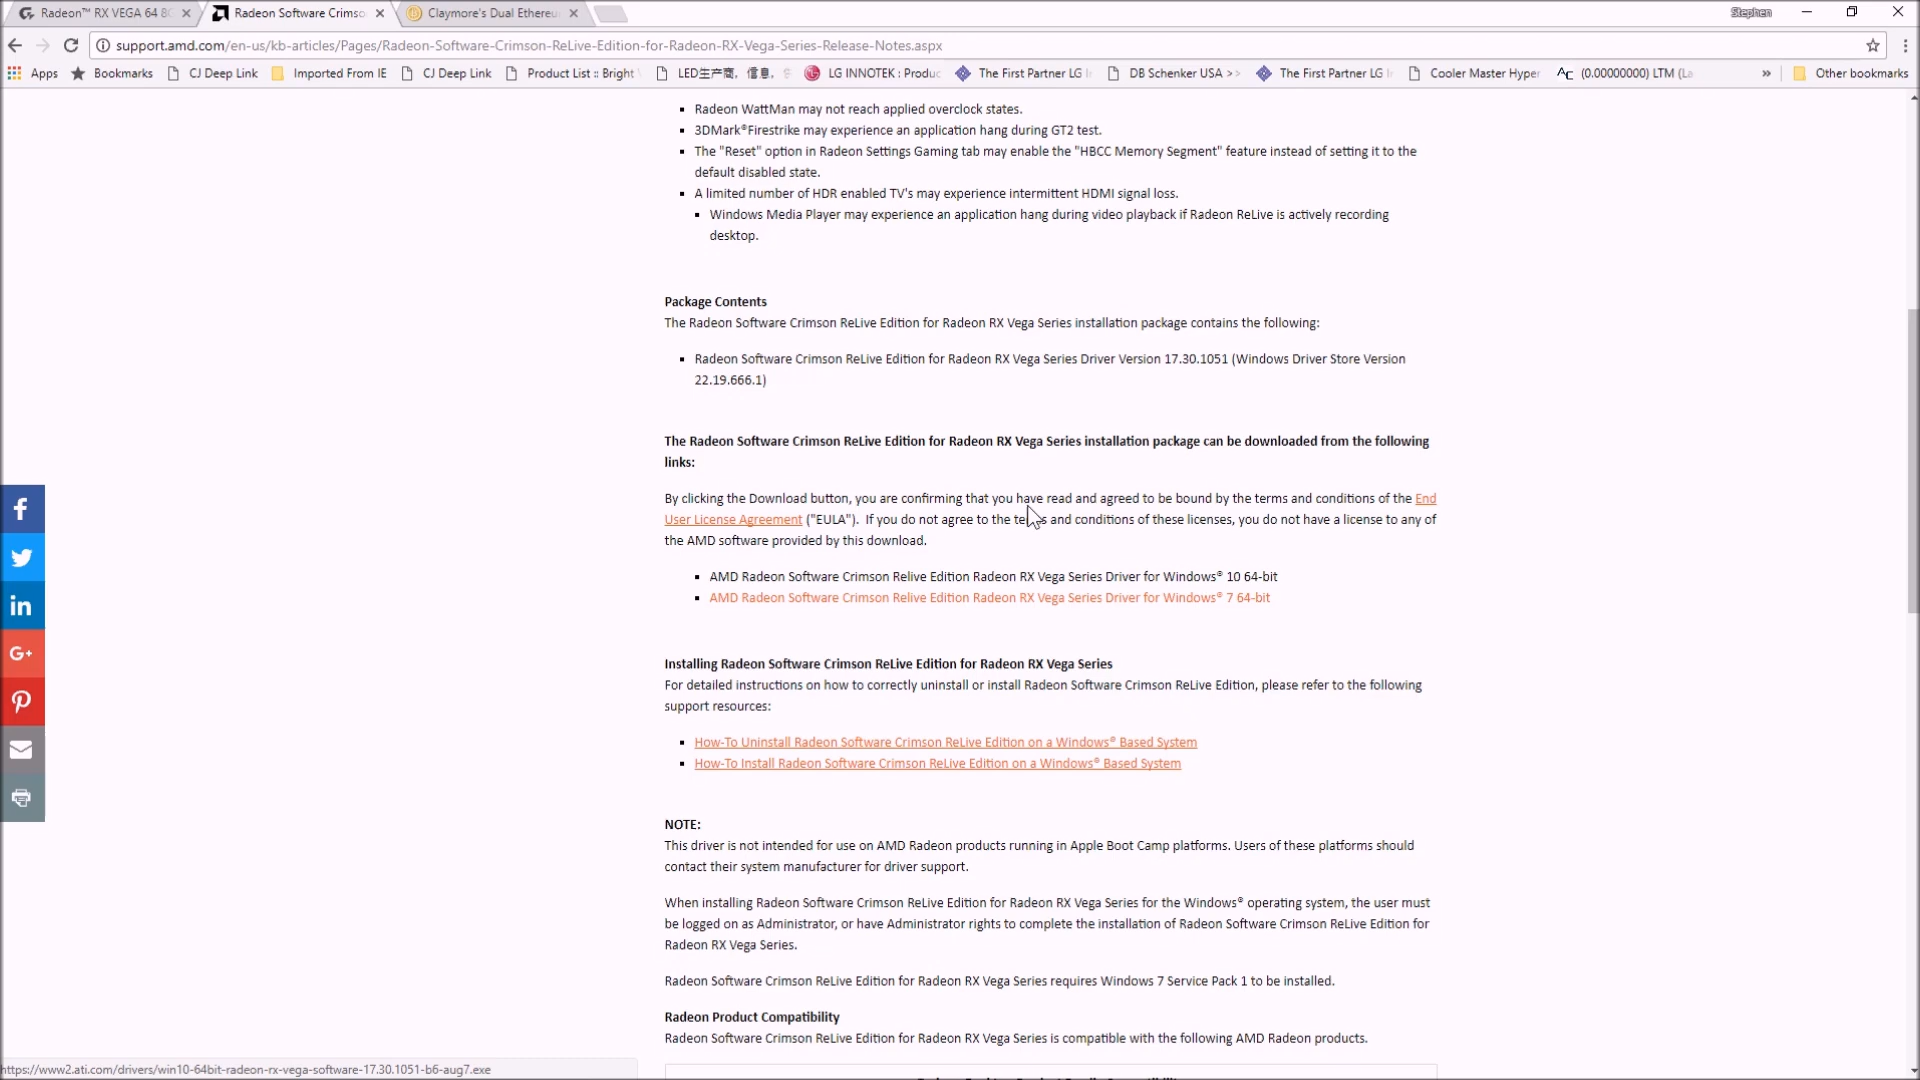 Radeon™ RX VEGA 64 8G
Radeon Software Crimso
Claymore's Dual Ethereu
Stephen
support.amd.com/en-us/kb-articles/Pages/Radeon-Software-Crimson-ReLive-Edition-for-Radeon-RX-Vega-Series-Release-Notes.aspx
Apps Bookmarks CJ Deep Link Imported From IE CJ Deep Link Product List :: Bright LED生产商, 信息, LG INNOTEK : Produc The First Partner LG I DB Schenker USA >> The First Partner LG I Cooler Master Hyper (0.00000000) LTM (La » Other bookmarks
Radeon WattMan may not reach applied overclock states.
3DMark®Firestrike may experience an application hang during GT2 test.
The "Reset" option in Radeon Settings Gaming tab may enable the "HBCC Memory Segment" feature instead of setting it to the
default disabled state.
A limited number of HDR enabled TV's may experience intermittent HDMI signal loss.
Windows Media Player may experience an application hang during video playback if Radeon ReLive is actively recording
desktop.
Package Contents
The Radeon Software Crimson ReLive Edition for Radeon RX Vega Series installation package contains the following:
Radeon Software Crimson ReLive Edition for Radeon RX Vega Series Driver Version 17.30.1051 (Windows Driver Store Version
22.19.666.1)
The Radeon Software Crimson ReLive Edition for Radeon RX Vega Series installation package can be downloaded from the following
links:
By clicking the Download button, you are confirming that you have read and agreed to be bound by the terms and conditions of the End
User License Agreement ("EULA"). If you do not agree to the terms and conditions of these licenses, you do not have a license to any of
the AMD software provided by this download.
AMD Radeon Software Crimson Relive Edition Radeon RX Vega Series Driver for Windows® 10 64-bit
AMD Radeon Software Crimson Relive Edition Radeon RX Vega Series Driver for Windows® 7 64-bit
Installing Radeon Software Crimson ReLive Edition for Radeon RX Vega Series
For detailed instructions on how to correctly uninstall or install Radeon Software Crimson ReLive Edition, please refer to the following
support resources:
How-To Uninstall Radeon Software Crimson ReLive Edition on a Windows® Based System
How-To Install Radeon Software Crimson ReLive Edition on a Windows® Based System
NOTE:
This driver is not intended for use on AMD Radeon products running in Apple Boot Camp platforms. Users of these platforms should
contact their system manufacturer for driver support.
When installing Radeon Software Crimson ReLive Edition for Radeon RX Vega Series for the Windows® operating system, the user must
be logged on as Administrator, or have Administrator rights to complete the installation of Radeon Software Crimson ReLive Edition for
Radeon RX Vega Series.
Radeon Software Crimson ReLive Edition for Radeon RX Vega Series requires Windows 7 Service Pack 1 to be installed.
Radeon Product Compatibility
Radeon Software Crimson ReLive Edition for Radeon RX Vega Series is compatible with the following AMD Radeon products.
https://www2.ati.com/drivers/win10-64bit-radeon-rx-vega-software-17.30.1051-b6-aug7.exe